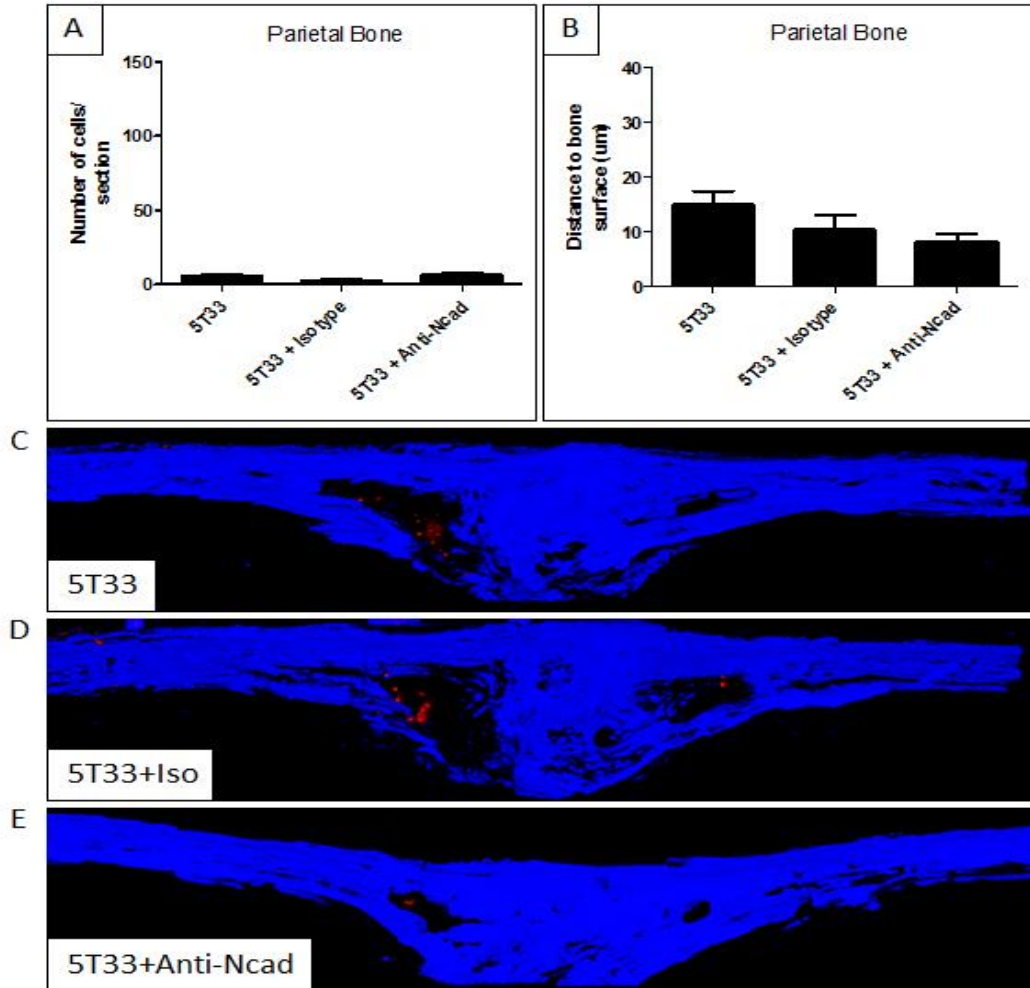 A
Parietal Bone
Number of cells/
section
150
100
50
0
5T33
5T33 + Isotype
5T33 + Anti-Ncad
B
Parietal Bone
Distance to bone
surface (um)
40
30
20
10
0
5T33
5T33 + Isotype
5T33 + Anti-Ncad
C
5T33
D
5T33+Iso
E
5T33+Anti-Ncad